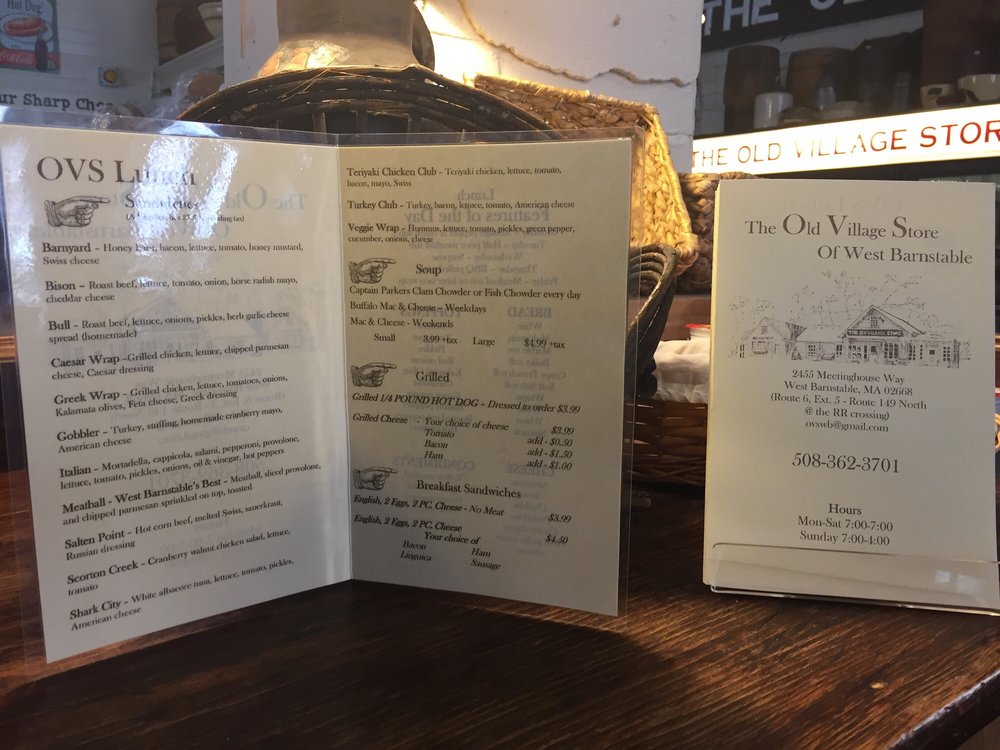 Hot Dog
Coca-Cola
ur Sharp Chee
THE
THE OLD VILLAGE STOR
OVS Lunch
Sandwiches
Barnyard - Honey ham, bacon, lettuce, tomato, honey mustard,
Swiss cheese
Bison - Roast beef, lettuce, tomato, onion, horse radish mayo,
cheddar cheese
Bull - Roast beef, lettuce, onions, pickles, herb garlic cheese
spread (homemade)
Caesar Wrap -Grilled chicken, lettuce, chipped parmesan
cheese, Caesar dressing
Greek Wrap - Grilled chicken, lettuce, tomatoes, onions,
Kalamata olives, Feta cheese, Greek dressing
Gobbler - Turkey, stuffing, homemade cranberry mayo,
American cheese
Italian - Mortadella, cappicola, salami, pepperoni, provolone,
lettuce, tomato, pickles, onions, oil & vinegar, hot peppers
Meatball - West Barnstable's Best - Meatball, sliced provolone,
and chipped parmesan sprinkled on top, toasted
Salten Point - Hot corn beef, melted Swiss, sauerkraut,
Russian dressing
Scorton Creek - Cranberry walnut chicken salad, lettuce,
tomato
Shark City - White albacore tuna, lettuce, tomato, pickles,
American cheese
Teriyaki Chicken Club - Teriyaki chicken, lettuce, tomato,
bacon, mayo, Swiss
Turkey Club - Turkey, bacon, lettuce, tomato, American cheese
Veggie Wrap - Hummus, lettuce, tomato, pickles, green pepper,
cucumber, onions, cheese
Soup
Captain Parkers Clam Chowder or Fish Chowder every day
Buffalo Mac & Cheese - Weekdays
Mac & Cheese - Weekends
Small 3.99 +tax Large $4.99 +tax
Grilled
Grilled 1/4 POUND HOT DOG - Dressed to order $3.99
Grilled Cheese - Your choice of cheese $3.99
Tomato add - $0.50
Bacon add - $1.50
Ham add - $1.00
Breakfast Sandwiches
English, 2 Eggs, 2 PC. Cheese - No Meat $3.99
English, 2 Eggs, 2 PC. Cheese $4.50
Your choice of
Bacon Ham
Linguica Sausage
The Old Village Store
Of West Barnstable
THE OLD VILLAGE STORE
2455 Meetinghouse Way
West Barnstable, MA 02668
(Route 6, Ext. 5 - Route 149 North
@ the RR crossing)
ovswb@gmail.com
508-362-3701
Hours
Mon-Sat 7:00-7:00
Sunday 7:00-4:00